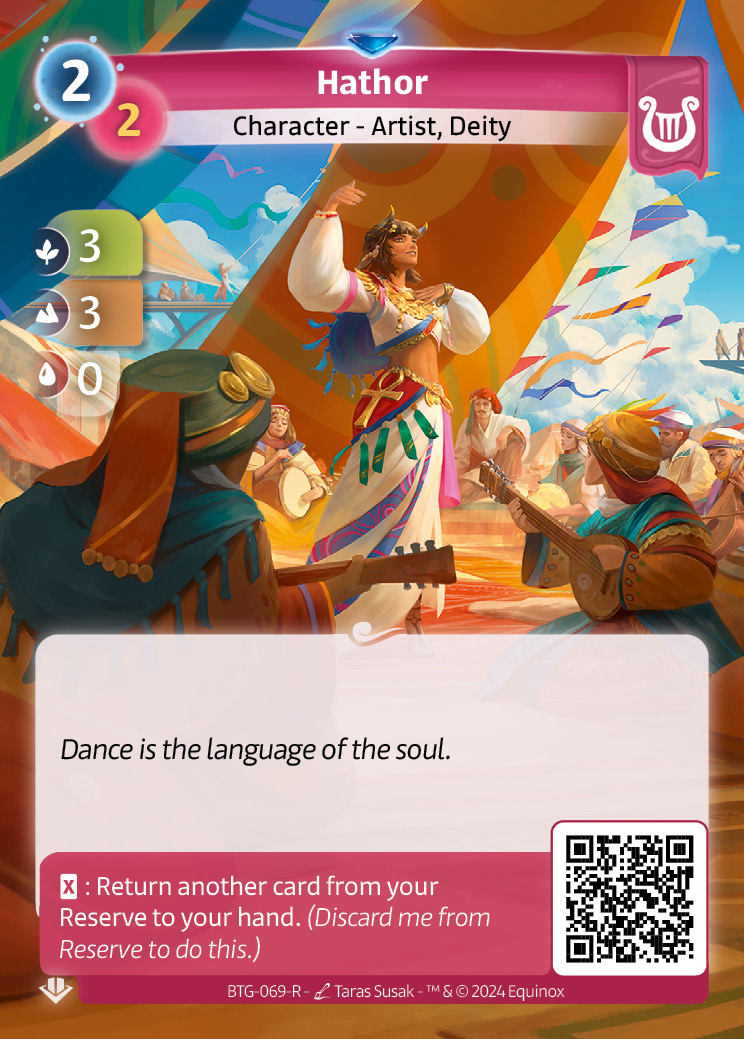 2
Hathor
2
Character - Artist, Deity
3
3
0
Dance is the language of the soul.
X : Return another card from your
Reserve to your hand. (Discard me from
Reserve to do this.)
BTG-069-R - Taras Susak - ™ & © 2024 Equinox